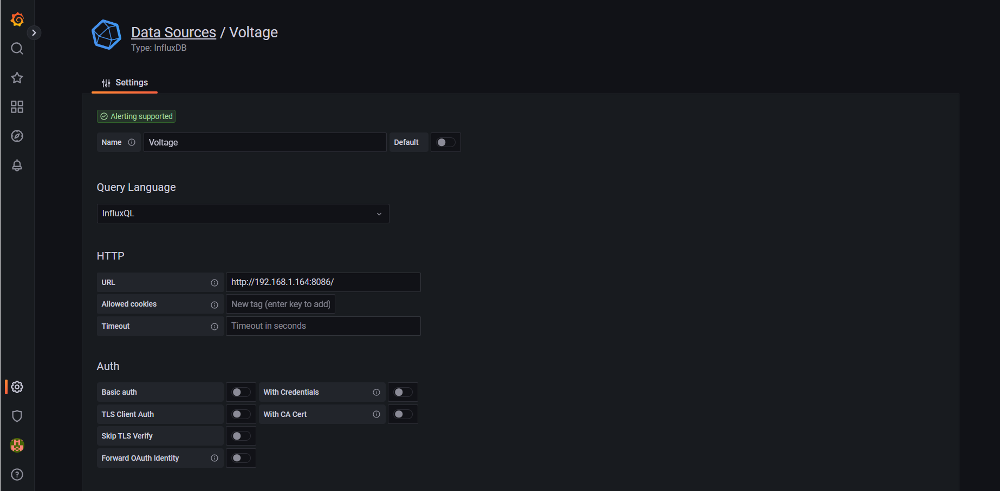 Data Sources / Voltage
Type: InfluxDB
Settings
Alerting supported
Name Voltage Default
Query Language
InfluxQL
HTTP
URL http://192.168.1.164:8086/
Allowed cookies New tag (enter key to add)
Timeout Timeout in seconds
Auth
Basic auth With Credentials
TLS Client Auth With CA Cert
Skip TLS Verify
Forward OAuth Identity